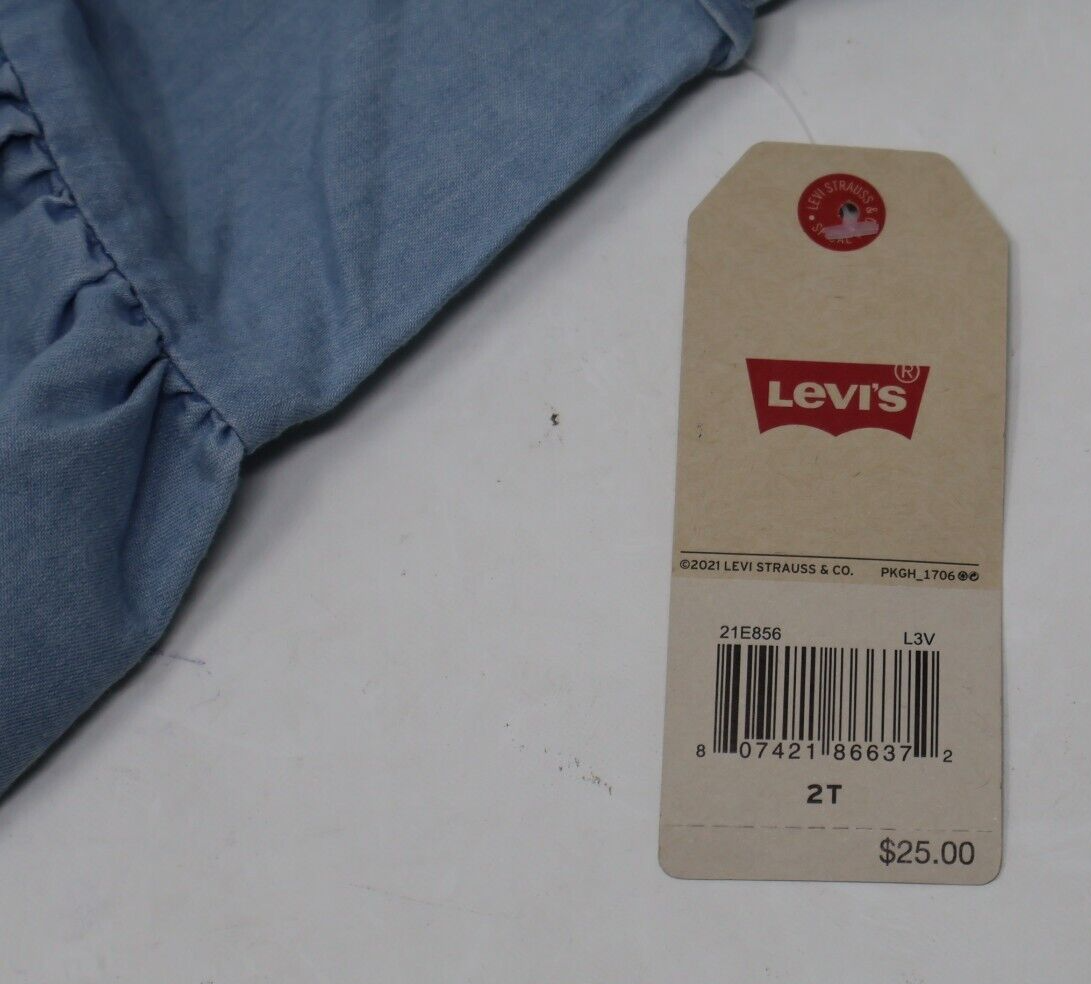 LEVI STRAUSS &
LEVI'S®
©2021 LEVI STRAUSS & CO. PKGH_1706
21E856 L3V
8 07421 86637 2
2T
$25.00